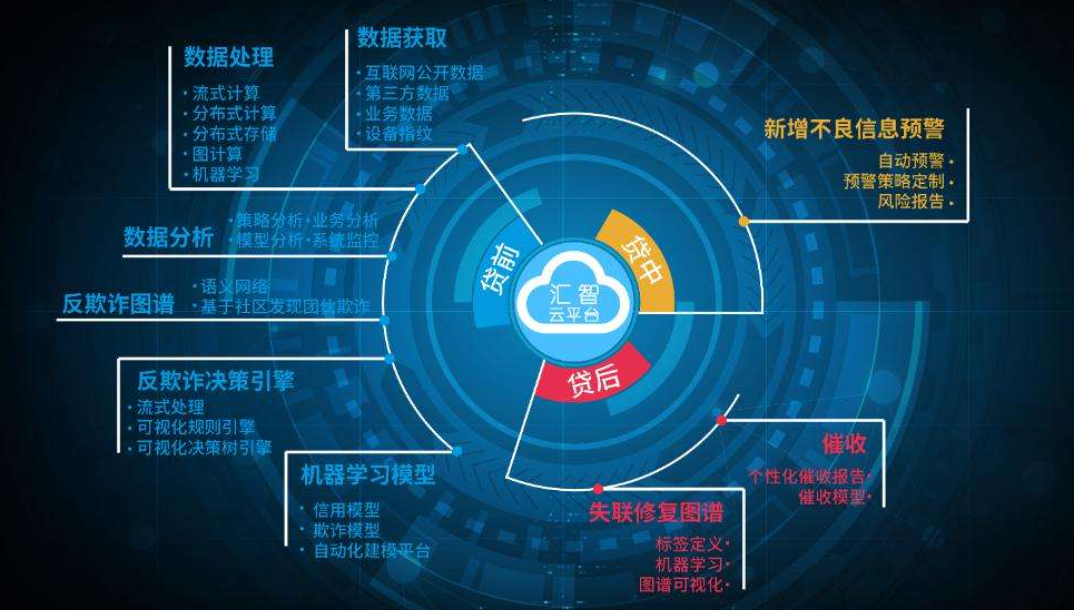 数据获取
·互联网公开数据
·第三方数据
·业务数据
·设备指纹
数据处理
·流式计算
·分布式计算
·分布式存储
·图计算
·机器学习
数据分析
·策略分析·业务分析
·模型分析·系统监控
反欺诈图谱
·语义网络
·基于社区发现团伙欺诈
反欺诈决策引擎
·流式处理
·可视化规则引擎
·可视化决策树引擎
机器学习模型
·信用模型
·欺诈模型
·自动化建模平台
贷前
汇智
云平台
贷中
贷后
新增不良信息预警
自动预警·
预警策略定制·
风险报告·
催收
个性化催收报告·
催收模型·
失联修复图谱
标签定义·
机器学习·
图谱可视化·